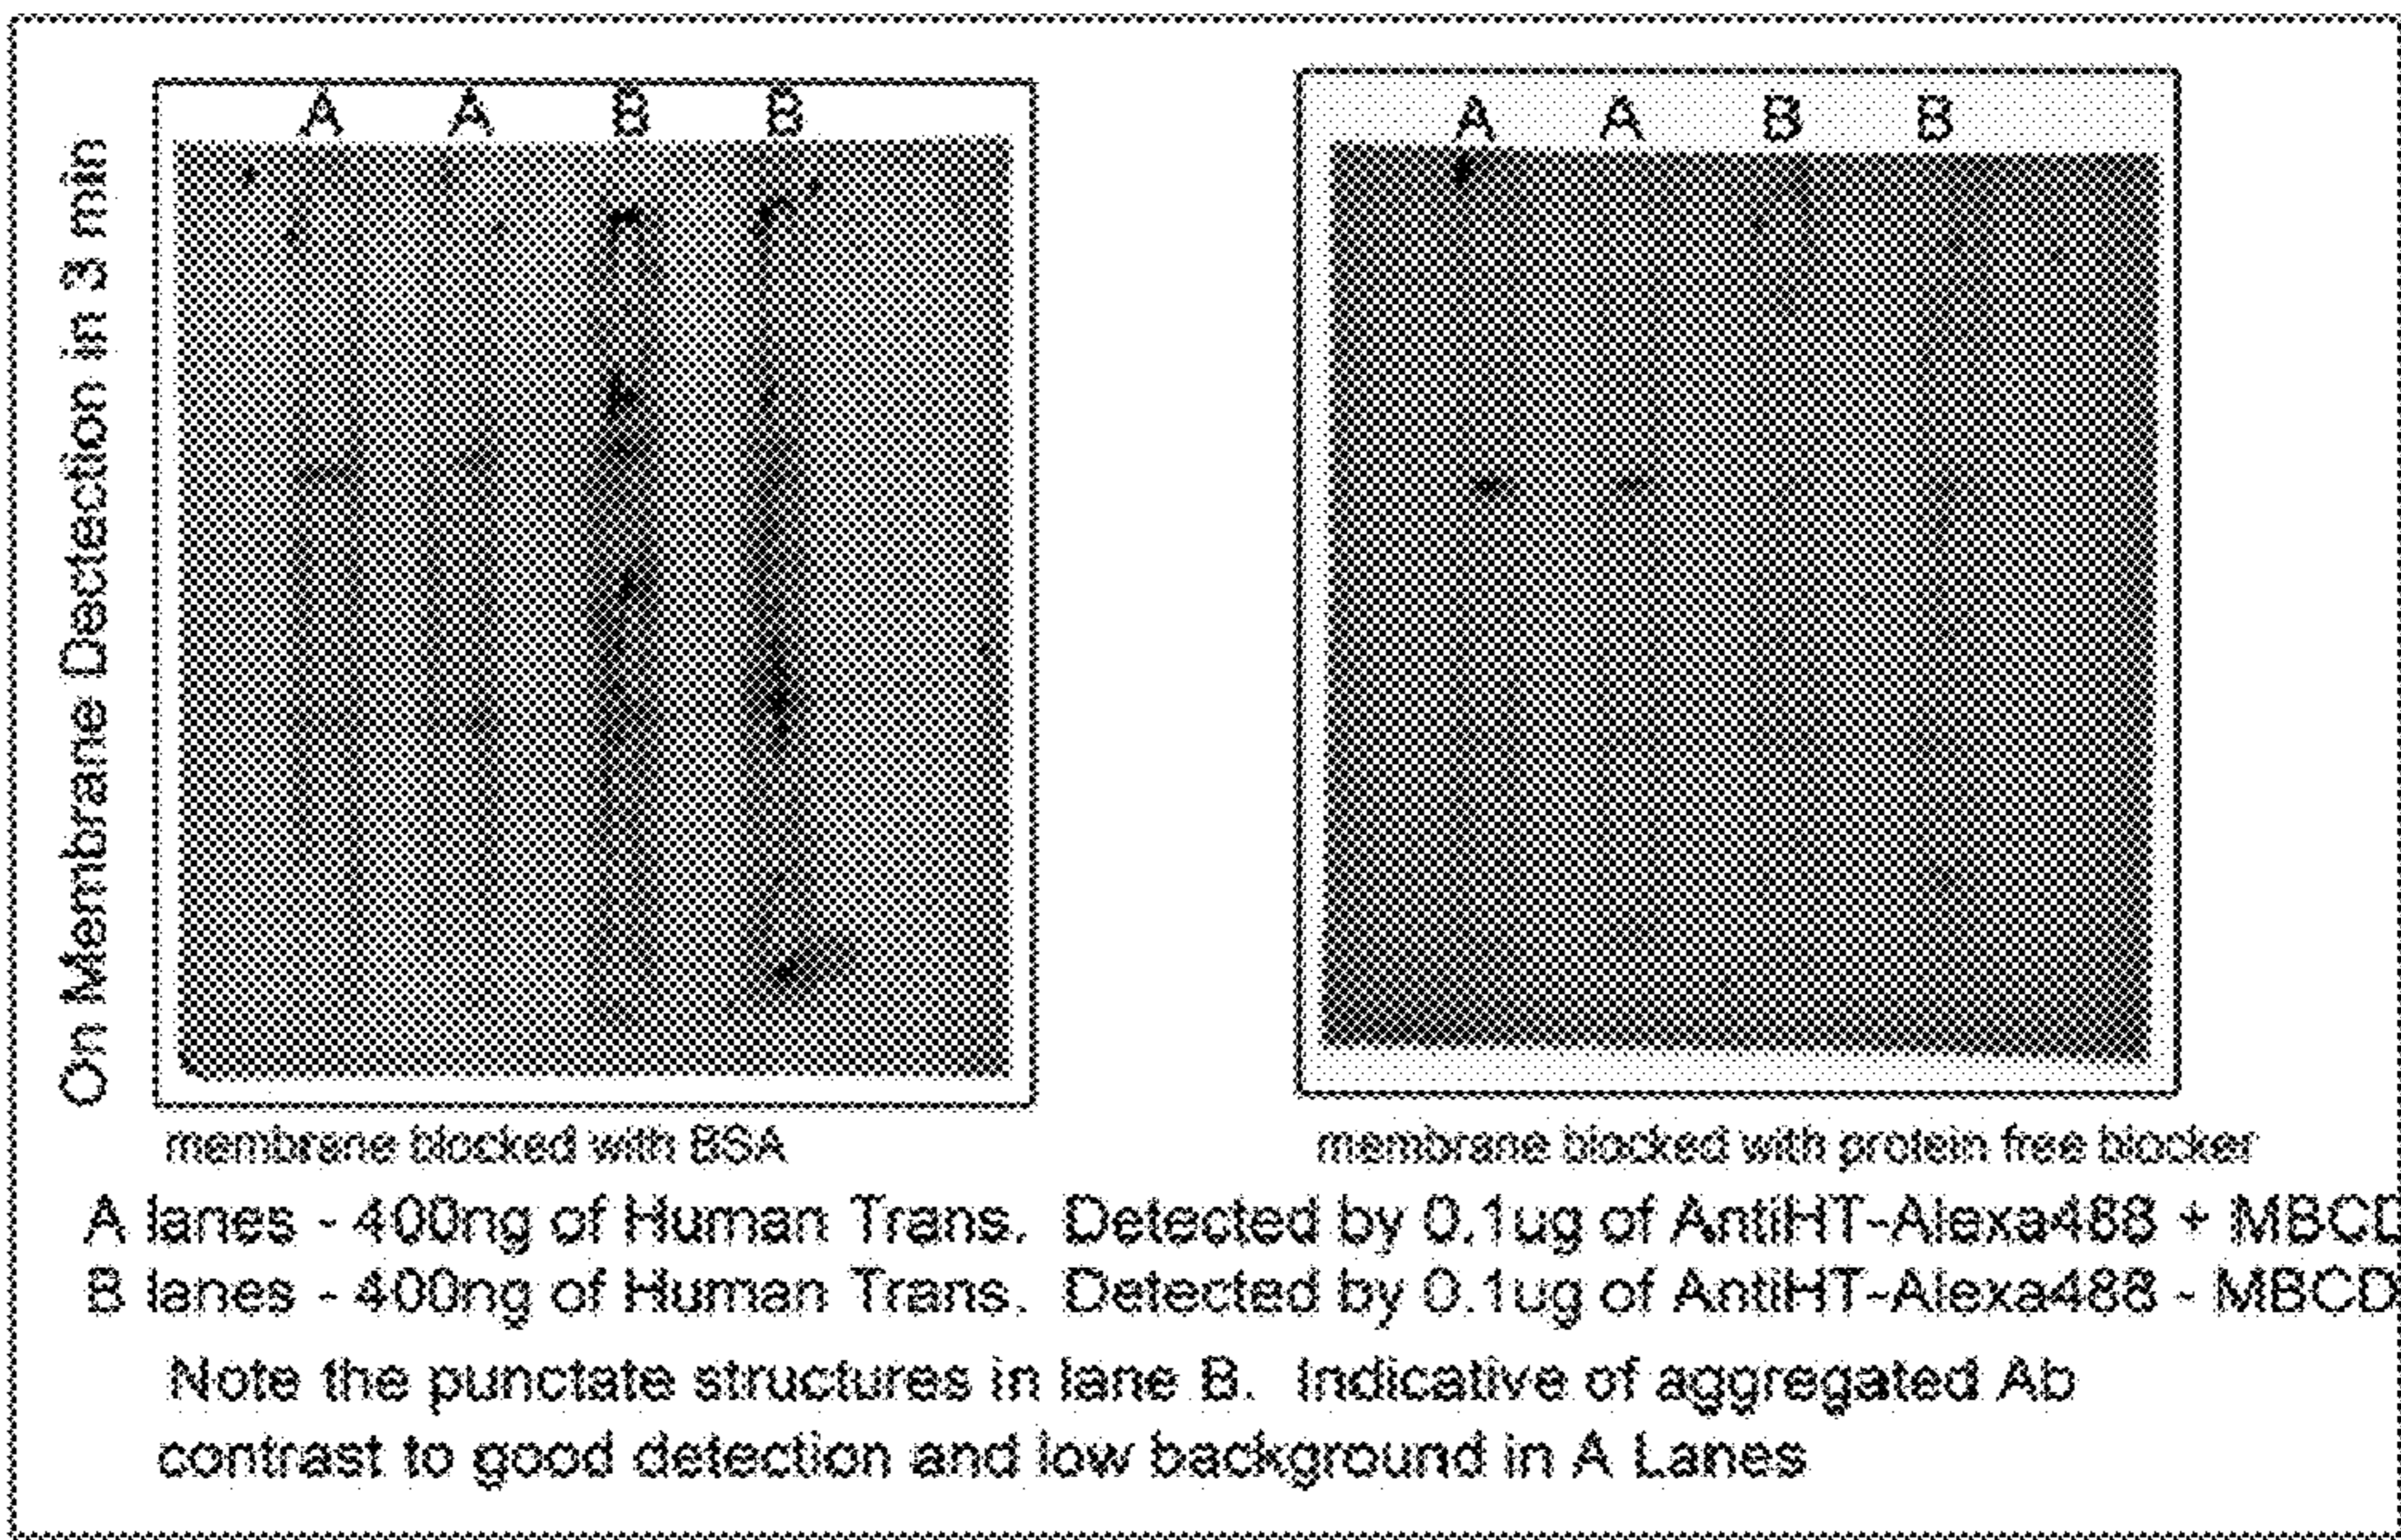 On Membrane Dectection in 3 min
A A B B
A A B B
membrane blocked with BSA
membrane blocked with protein free blocker
A lanes - 400ng of Human Trans. Detected by 0.1ug of AntiHT-Alexa488 + MBCD
B lanes - 400ng of Human Trans. Detected by 0.1ug of AntiHT-Alexa488 - MBCD
Note the punctate structures in lane B. Indicative of aggregated Ab
contrast to good detection and low background in A Lanes